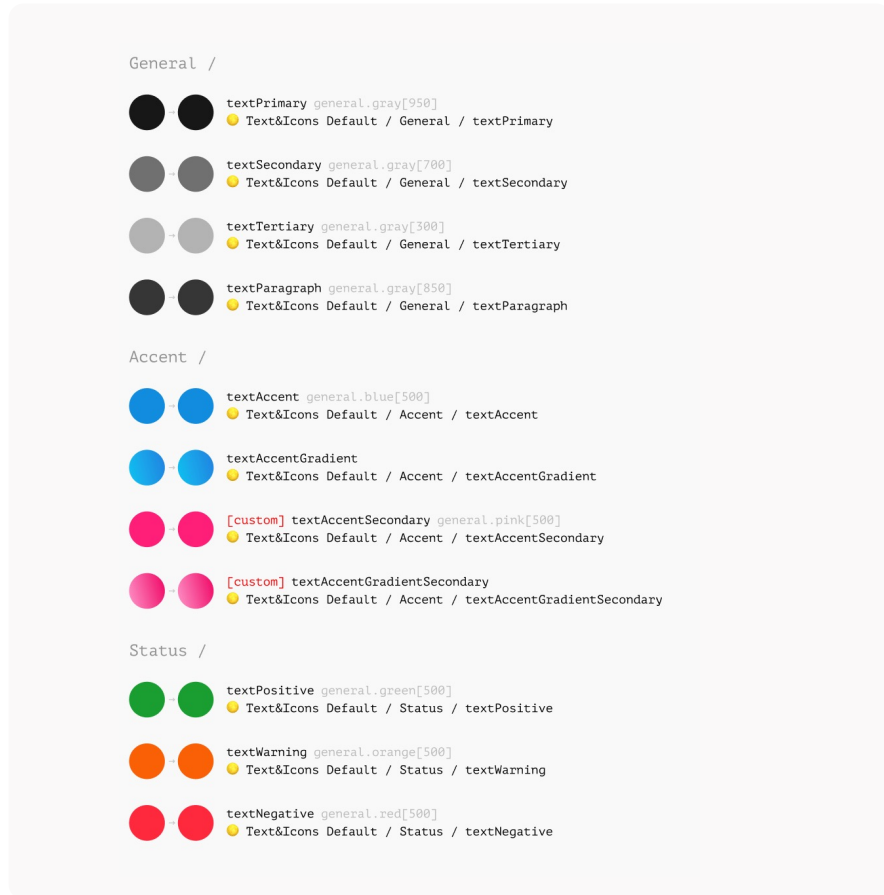 General /
textPrimary general.gray[950]
Text&Icons Default / General / textPrimary
textSecondary general.gray[700]
Text&Icons Default / General / textSecondary
textTertiary general.gray[300]
Text&Icons Default / General / textTertiary
textParagraph general.gray[850]
Text&Icons Default / General / textParagraph
Accent /
textAccent general.blue[500]
Text&Icons Default / Accent / textAccent
textAccentGradient
Text&Icons Default / Accent / textAccentGradient
[custom] textAccentSecondary general.pink[500]
Text&Icons Default / Accent / textAccentSecondary
[custom] textAccentGradientSecondary
Text&Icons Default / Accent / textAccentGradientSecondary
Status /
textPositive general.green[500]
Text&Icons Default / Status / textPositive
textWarning general.orange[500]
Text&Icons Default / Status / textWarning
textNegative general.red[500]
Text&Icons Default / Status / textNegative